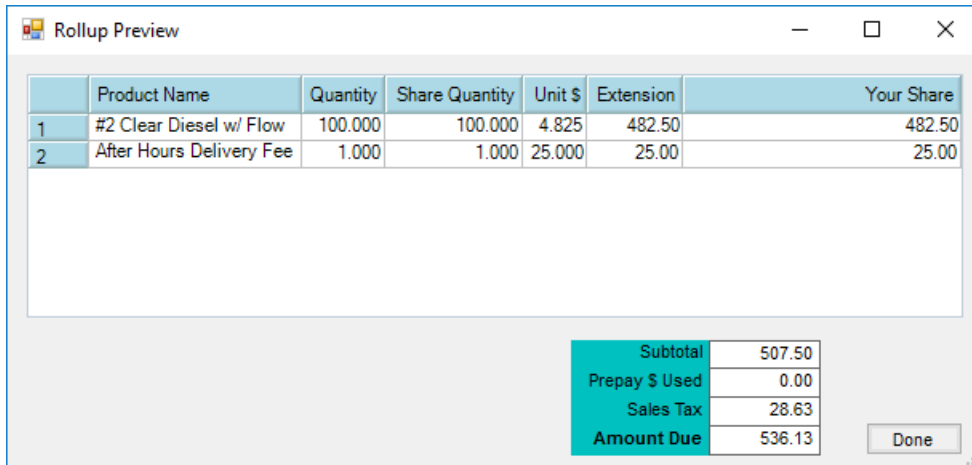 Rollup Preview
Product Name Quantity Share Quantity Unit $ Extension Your Share
1 #2 Clear Diesel w/ Flow 100.000 100.000 4.825 482.50 482.50
2 After Hours Delivery Fee 1.000 1.000 25.000 25.00 25.00
Subtotal 507.50
Prepay $ Used 0.00
Sales Tax 28.63
Amount Due 536.13
Done